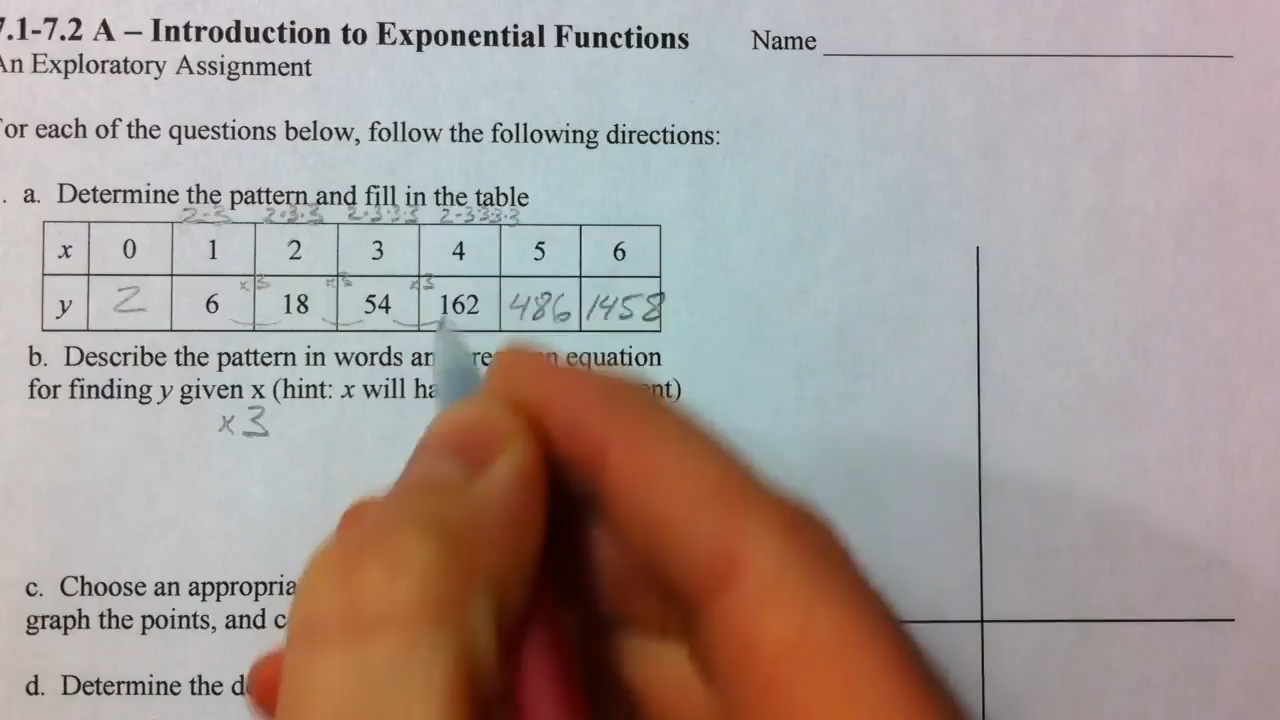 7.1-7.2 A – Introduction to Exponential Functions Name
An Exploratory Assignment
or each of the questions below, follow the following directions:
. a. Determine the pattern and fill in the table
2·3 2·3·3 2·3·3·3 2·3·3·3·3
x 0 1 2 3 4 5 6
x3 x3 x3
y 2 6 18 54 162 486 1458
b. Describe the pattern in words an equation
for finding y given x (hint: x will ha
x3
c. Choose an appropria
graph the points, and c
d. Determine the d